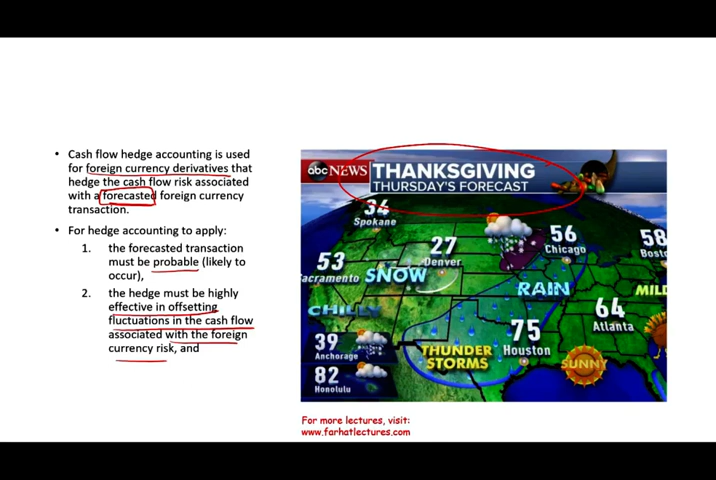 • Cash flow hedge accounting is used
for foreign currency derivatives that
hedge the cash flow risk associated
with a forecasted foreign currency
transaction.
• For hedge accounting to apply:
1. the forecasted transaction
must be probable (likely to
occur),
2. the hedge must be highly
effective in offsetting
fluctuations in the cash flow
associated with the foreign
currency risk, and
abc NEWS THANKSGIVING
THURSDAY'S FORECAST
34
Spokane
27
Denver
56
Chicago
58
Bosto
53
Sacramento
SNOW
RAIN
MILD
CHILLY
64
Atlanta
39
Anchorage
75
Houston
THUNDER
STORMS
SUNNY
82
Honolulu
For more lectures, visit:
www.farhatlectures.com